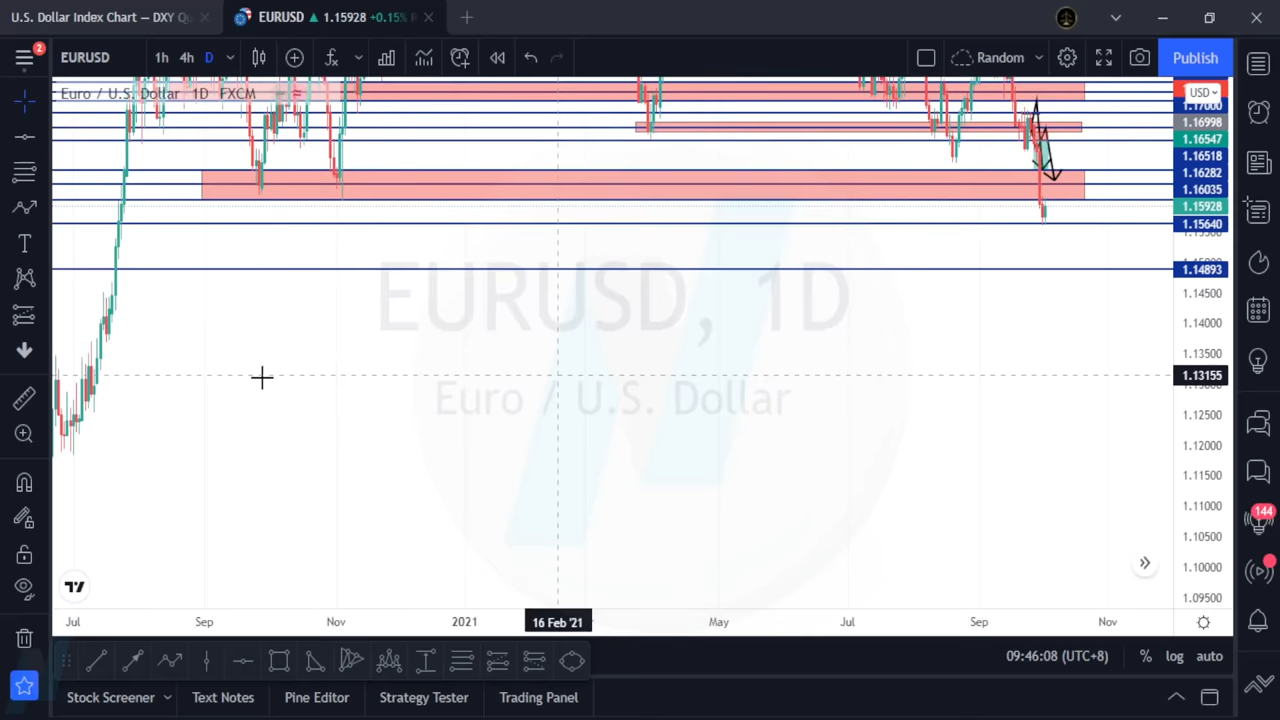 U.S. Dollar Index Chart — DXY Qu
EURUSD ▲ 1.15928 +0.15%
2
EURUSD
1h 4h D
Random
Publish
Euro / U.S. Dollar 1D FXCM
USD
1.17000
1.16998
1.16547
1.16518
1.16282
1.16035
1.15928
1.15640
1.14893
1.14500
1.14000
1.13500
1.13155
1.12500
1.12000
1.11500
1.11000
1.10500
1.10000
1.09500
EURUSD, 1D
Euro / U.S. Dollar
144
Jul Sep Nov 2021 16 Feb '21 May Jul Sep Nov
09:46:08 (UTC+8) % log auto
Stock Screener Text Notes Pine Editor Strategy Tester Trading Panel